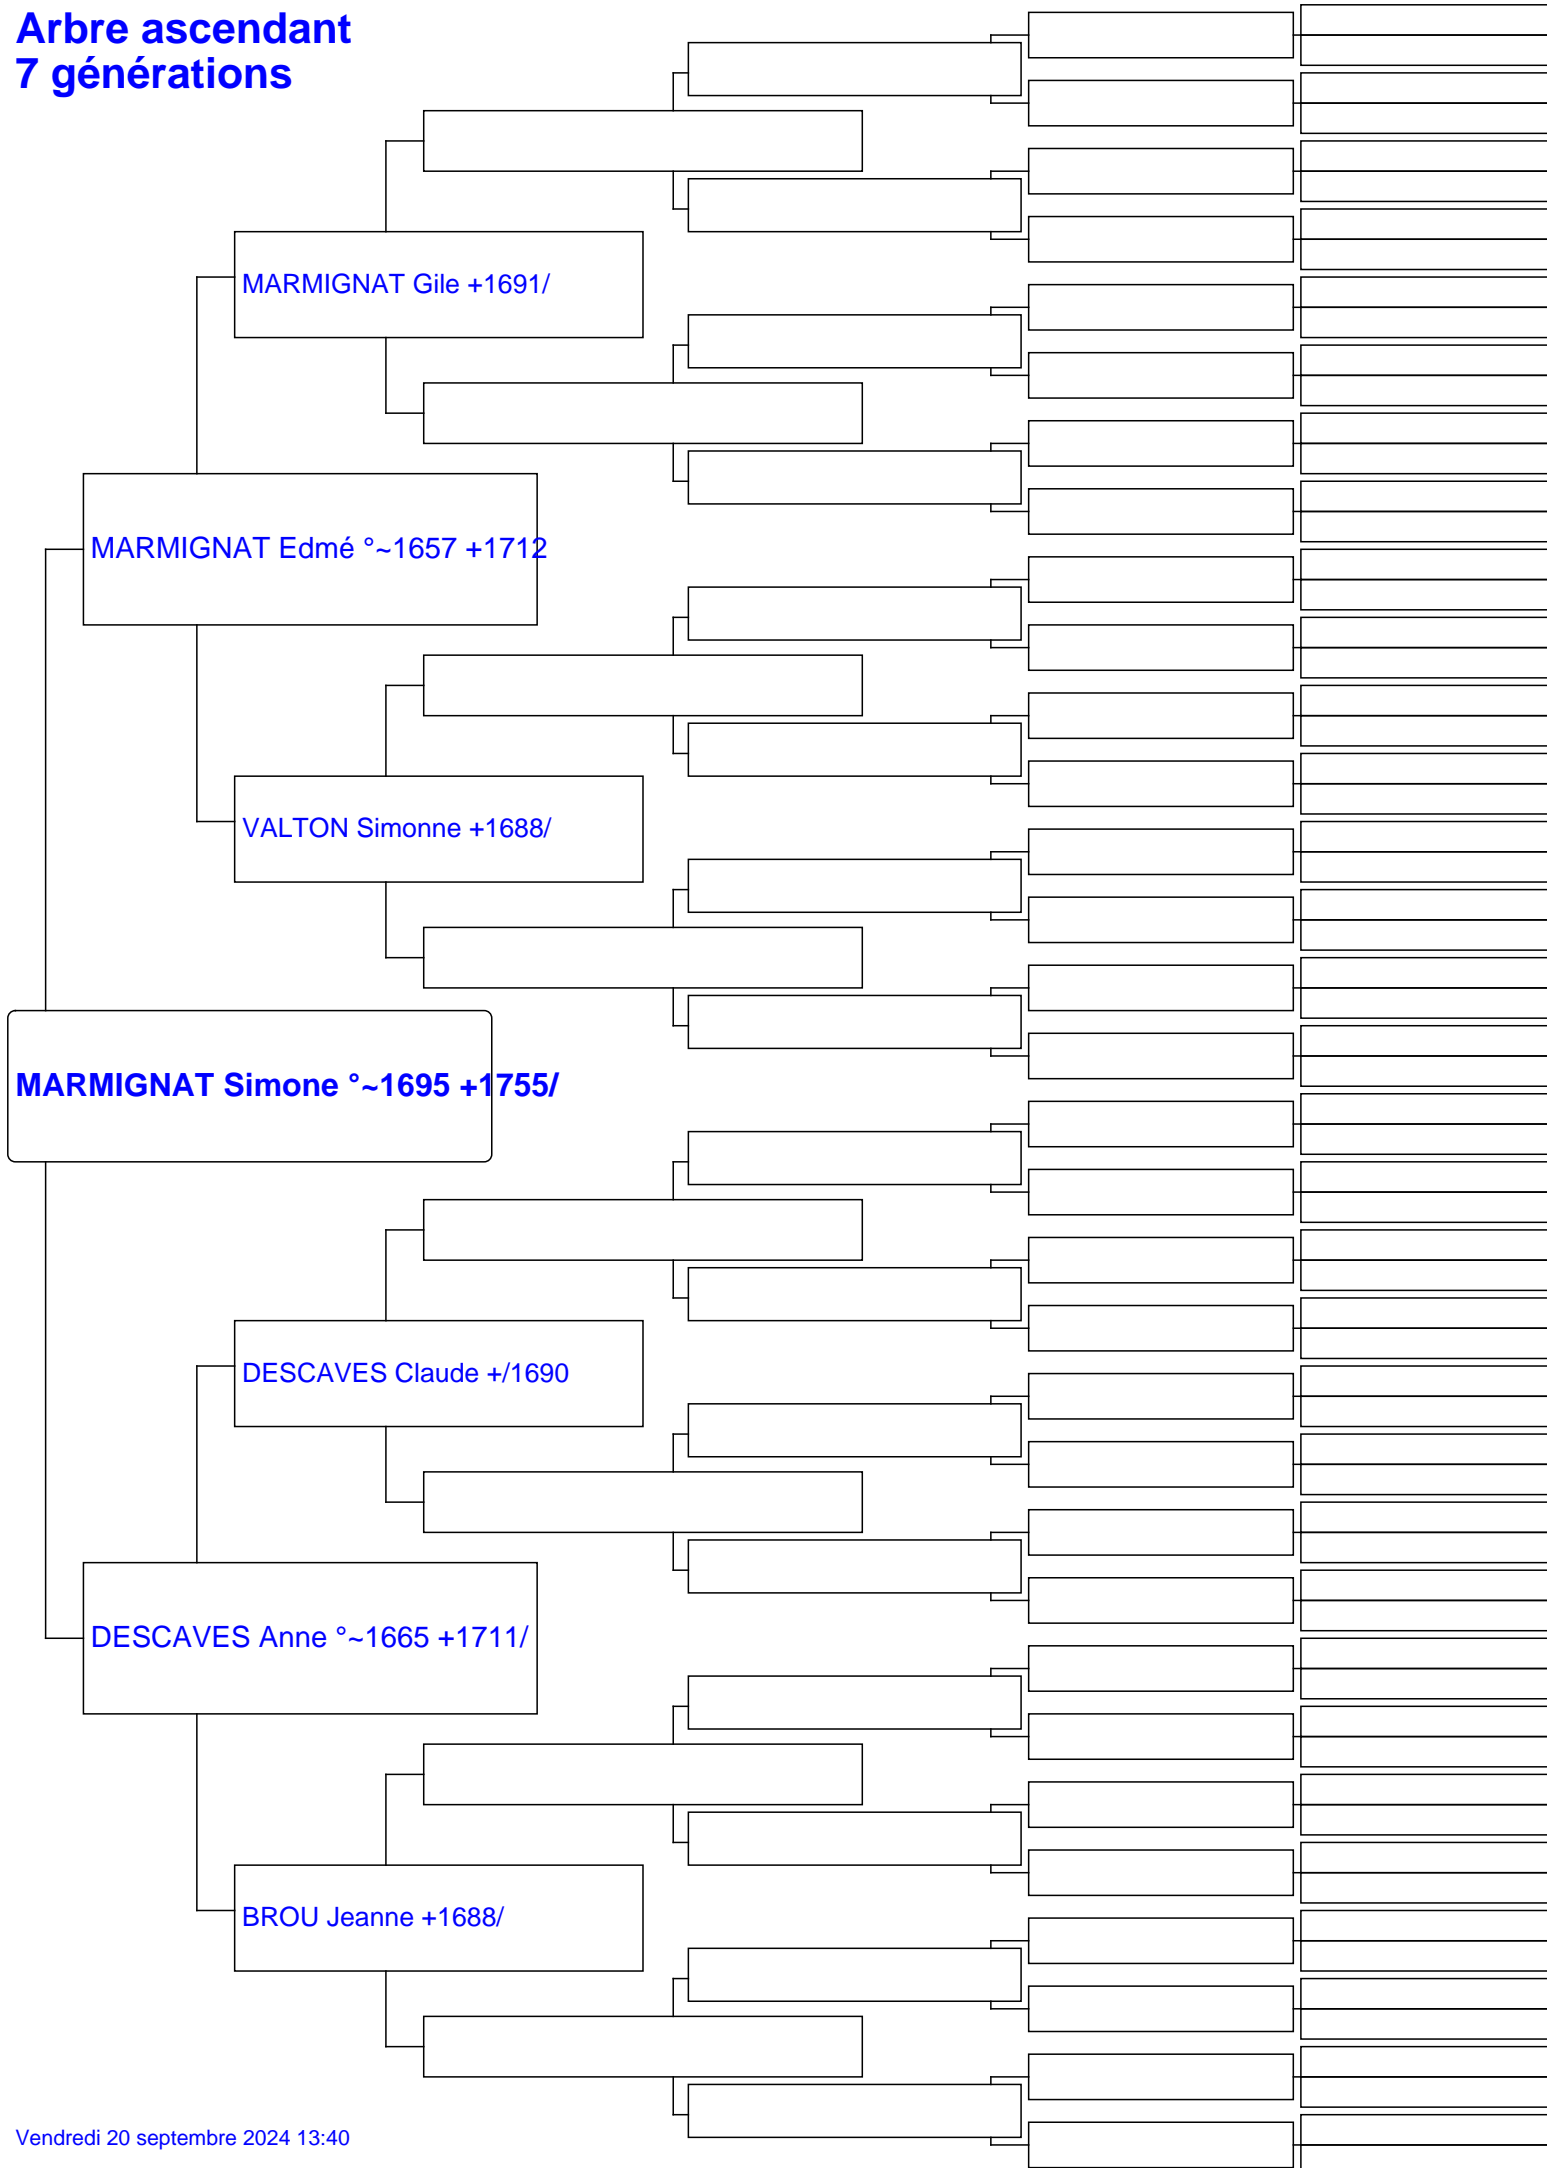 Arbre ascendant
7 générations
MARMIGNAT Gile +1691/
MARMIGNAT Edmé °~1657 +1712
VALTON Simonne +1688/
MARMIGNAT Simone °~1695 +1755/
DESCAVES Claude +/1690
DESCAVES Anne °~1665 +1711/
BROU Jeanne +1688/
Vendredi 20 septembre 2024 13:40